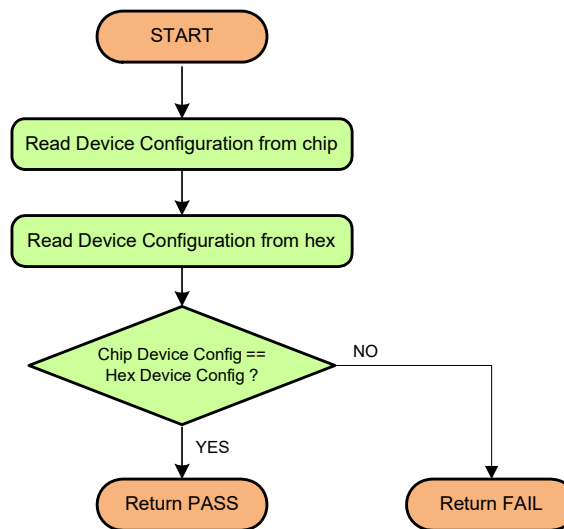 START
Read Device Configuration from chip
Read Device Configuration from hex
Chip Device Config ==
Hex Device Config ?
NO
YES
Return PASS
Return FAIL